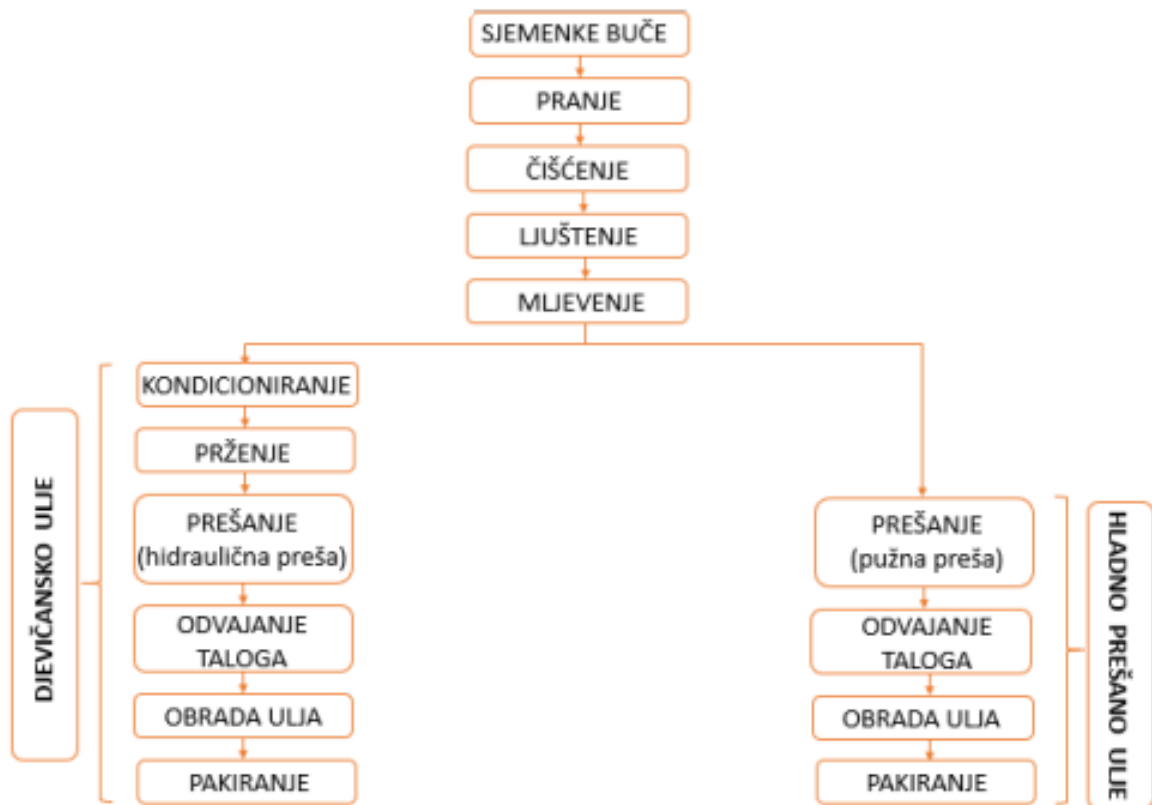 SJEMENKE BUČE
PRANJE
ČIŠĆENJE
LJUŠTENJE
MLJEVENJE
DJEVIČANSKO ULJE
KONDICIONIRANJE
PRŽENJE
PREŠANJE
(hidraulična preša)
ODVAJANJE
TALOGA
OBRADA ULJA
PAKIRANJE
PREŠANJE
(pužna preša)
ODVAJANJE
TALOGA
OBRADA ULJA
PAKIRANJE
HLADNO PREŠANO ULJE